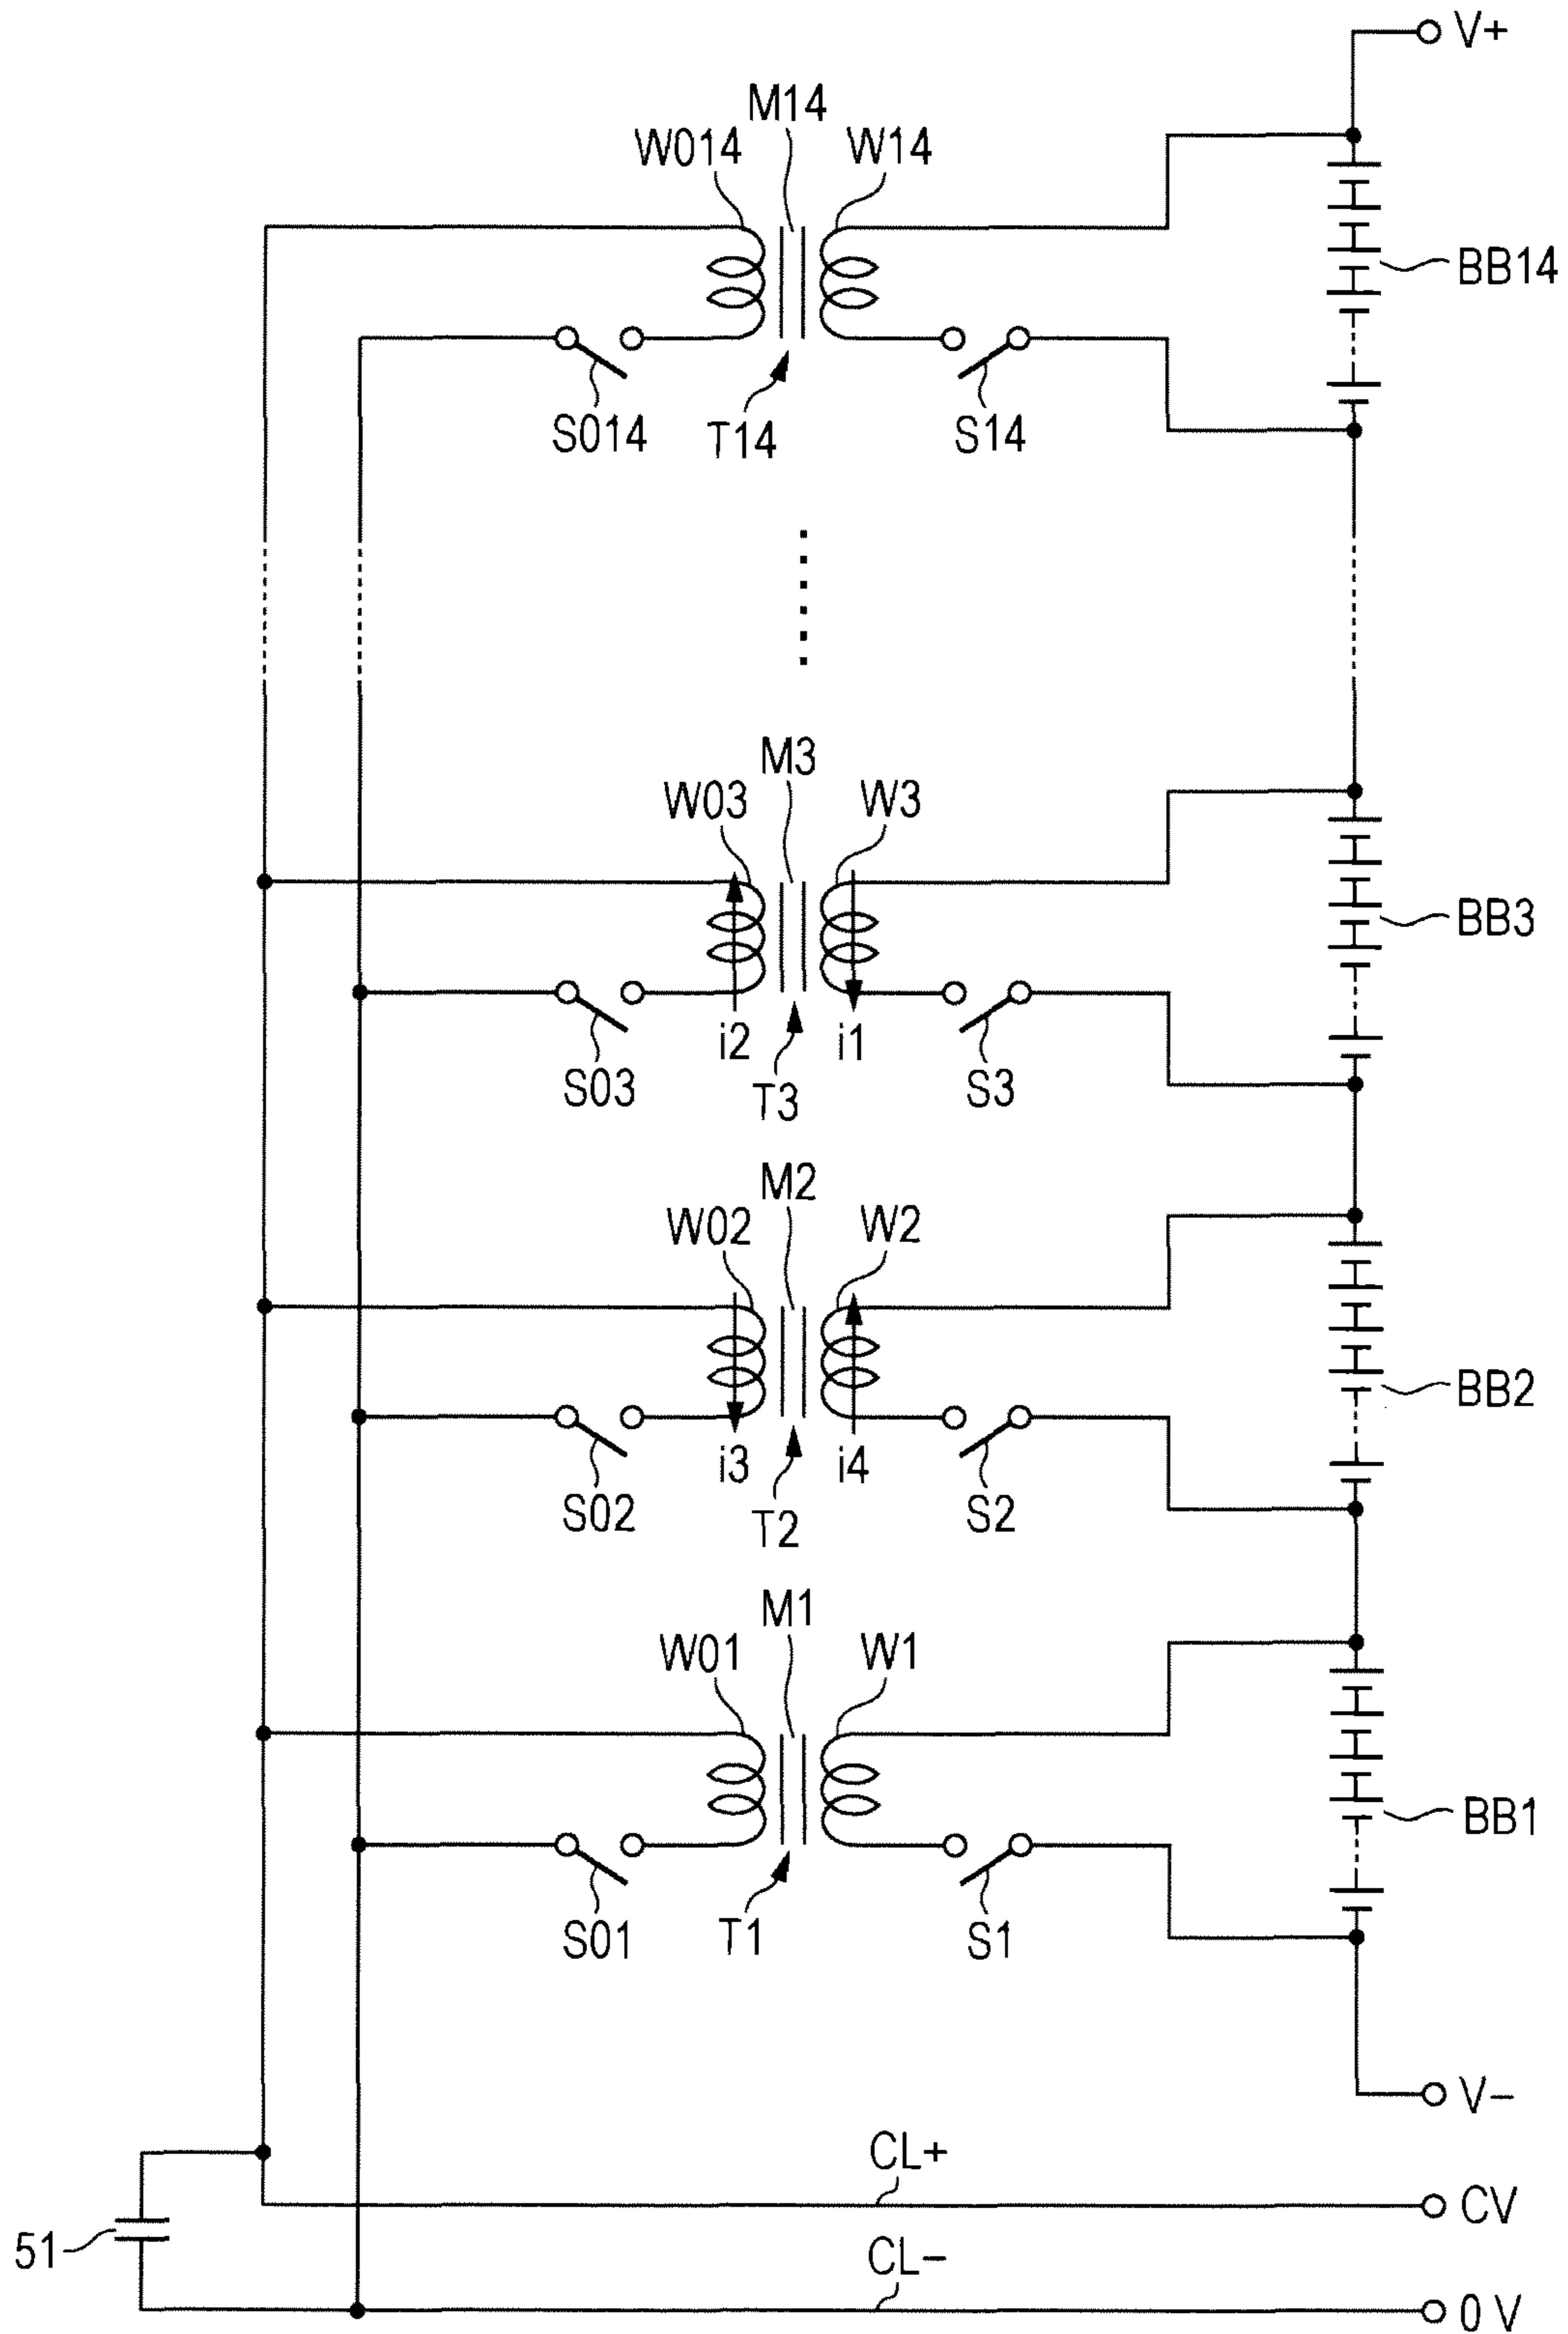 V+
M14
W014
W14
BB14
S014
T14
S14
M3
W03
W3
BB3
i2
i1
S03
T3
S3
M2
W02
W2
BB2
i3
i4
S02
T2
S2
M1
W01
W1
BB1
S01
T1
S1
V−
CL+
CV
51
CL−
0 V